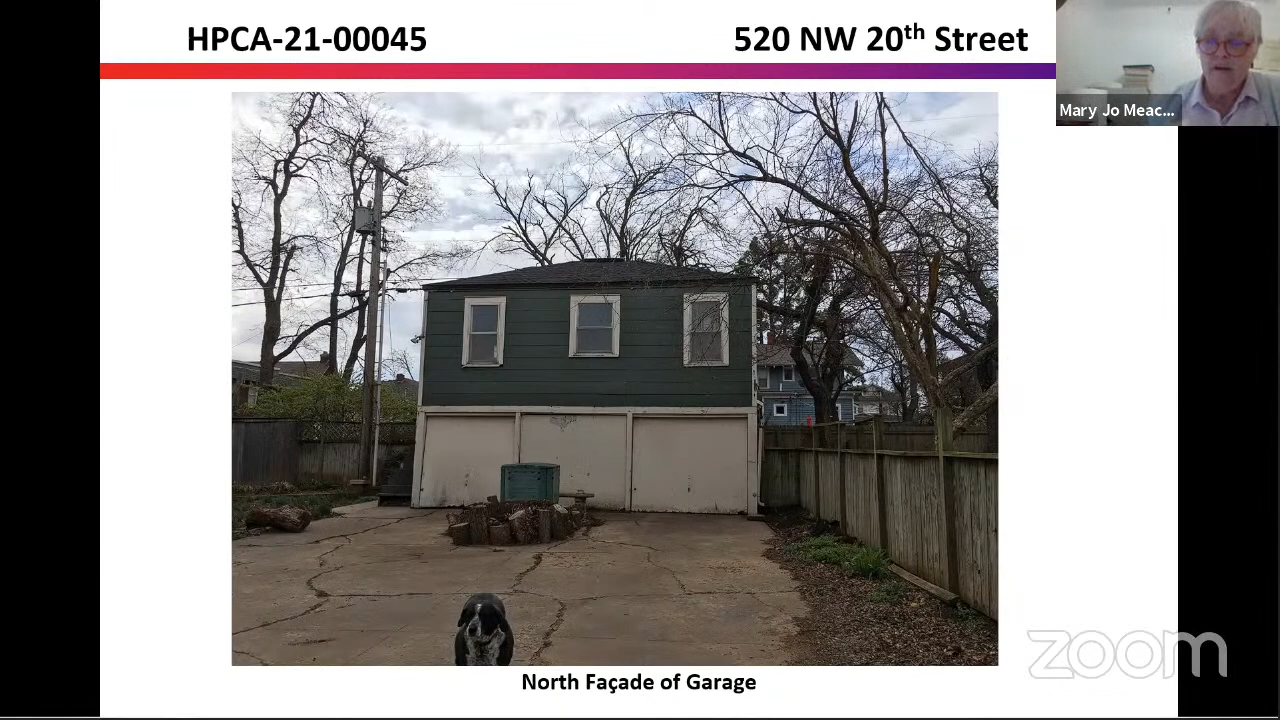 HPCA-21-00045
520 NW 20th Street
Mary Jo Meac...
North Façade of Garage
zoom